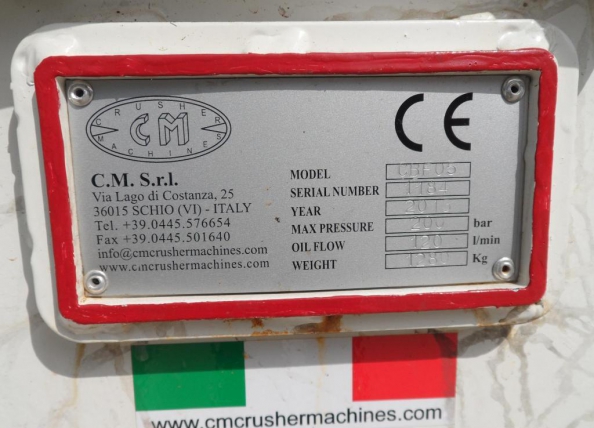 CRUSHER
CM
MACHINES
CE
C.M. S.r.l.
Via Lago di Costanza, 25
36015 SCHIO (VI) - ITALY
Tel. +39.0445.576654
Fax +39.0445.501640
info@cmcrushermachines.com
www.cmcrushermachines.com
MODEL
SERIAL NUMBER
YEAR
MAX PRESSURE 200 bar
OIL FLOW 120 l/min
WEIGHT Kg
www.cmcrushermachines.com